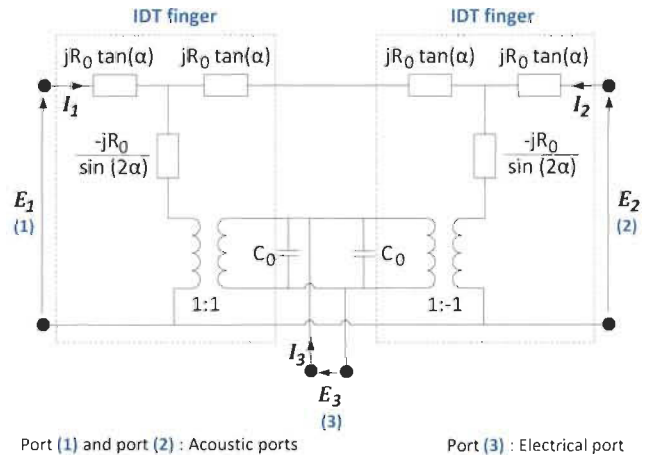 IDT finger
IDT finger
jR₀ tan(α)
jR₀ tan(α)
jR₀ tan(α)
jR₀ tan(α)
I₁
I₂
-jR₀
sin (2α)
-jR₀
sin (2α)
E₁
(1)
E₂
(2)
C₀
C₀
1:1
1:-1
I₃
E₃
(3)
Port (1) and port (2) : Acoustic ports
Port (3) : Electrical port